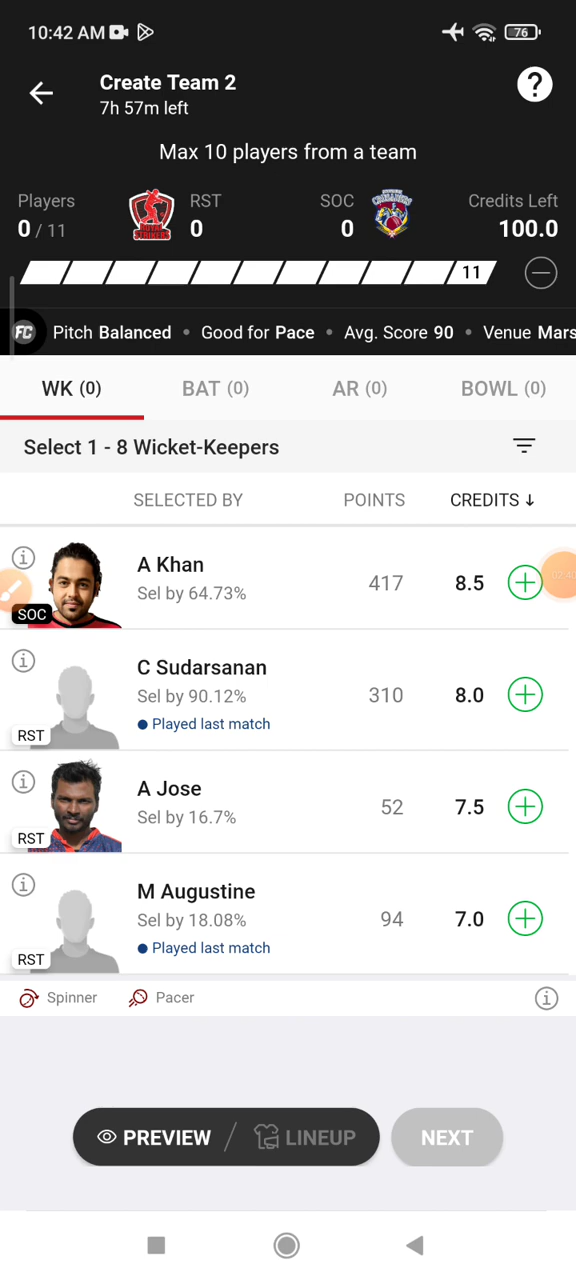 10:42 AM 76
Create Team 2
7h 57m left
?
Max 10 players from a team
Players RST SOC Credits Left
0 / 11 0 0 100.0
11
FC Pitch Balanced • Good for Pace • Avg. Score 90 • Venue Mars
WK (0) BAT (0) AR (0) BOWL (0)
Select 1 - 8 Wicket-Keepers
SELECTED BY POINTS CREDITS ↓
A Khan
Sel by 64.73% 417 8.5
SOC
C Sudarsanan
Sel by 90.12% 310 8.0
Played last match
RST
A Jose
Sel by 16.7% 52 7.5
RST
M Augustine
Sel by 18.08% 94 7.0
Played last match
RST
Spinner Pacer
PREVIEW / LINEUP NEXT